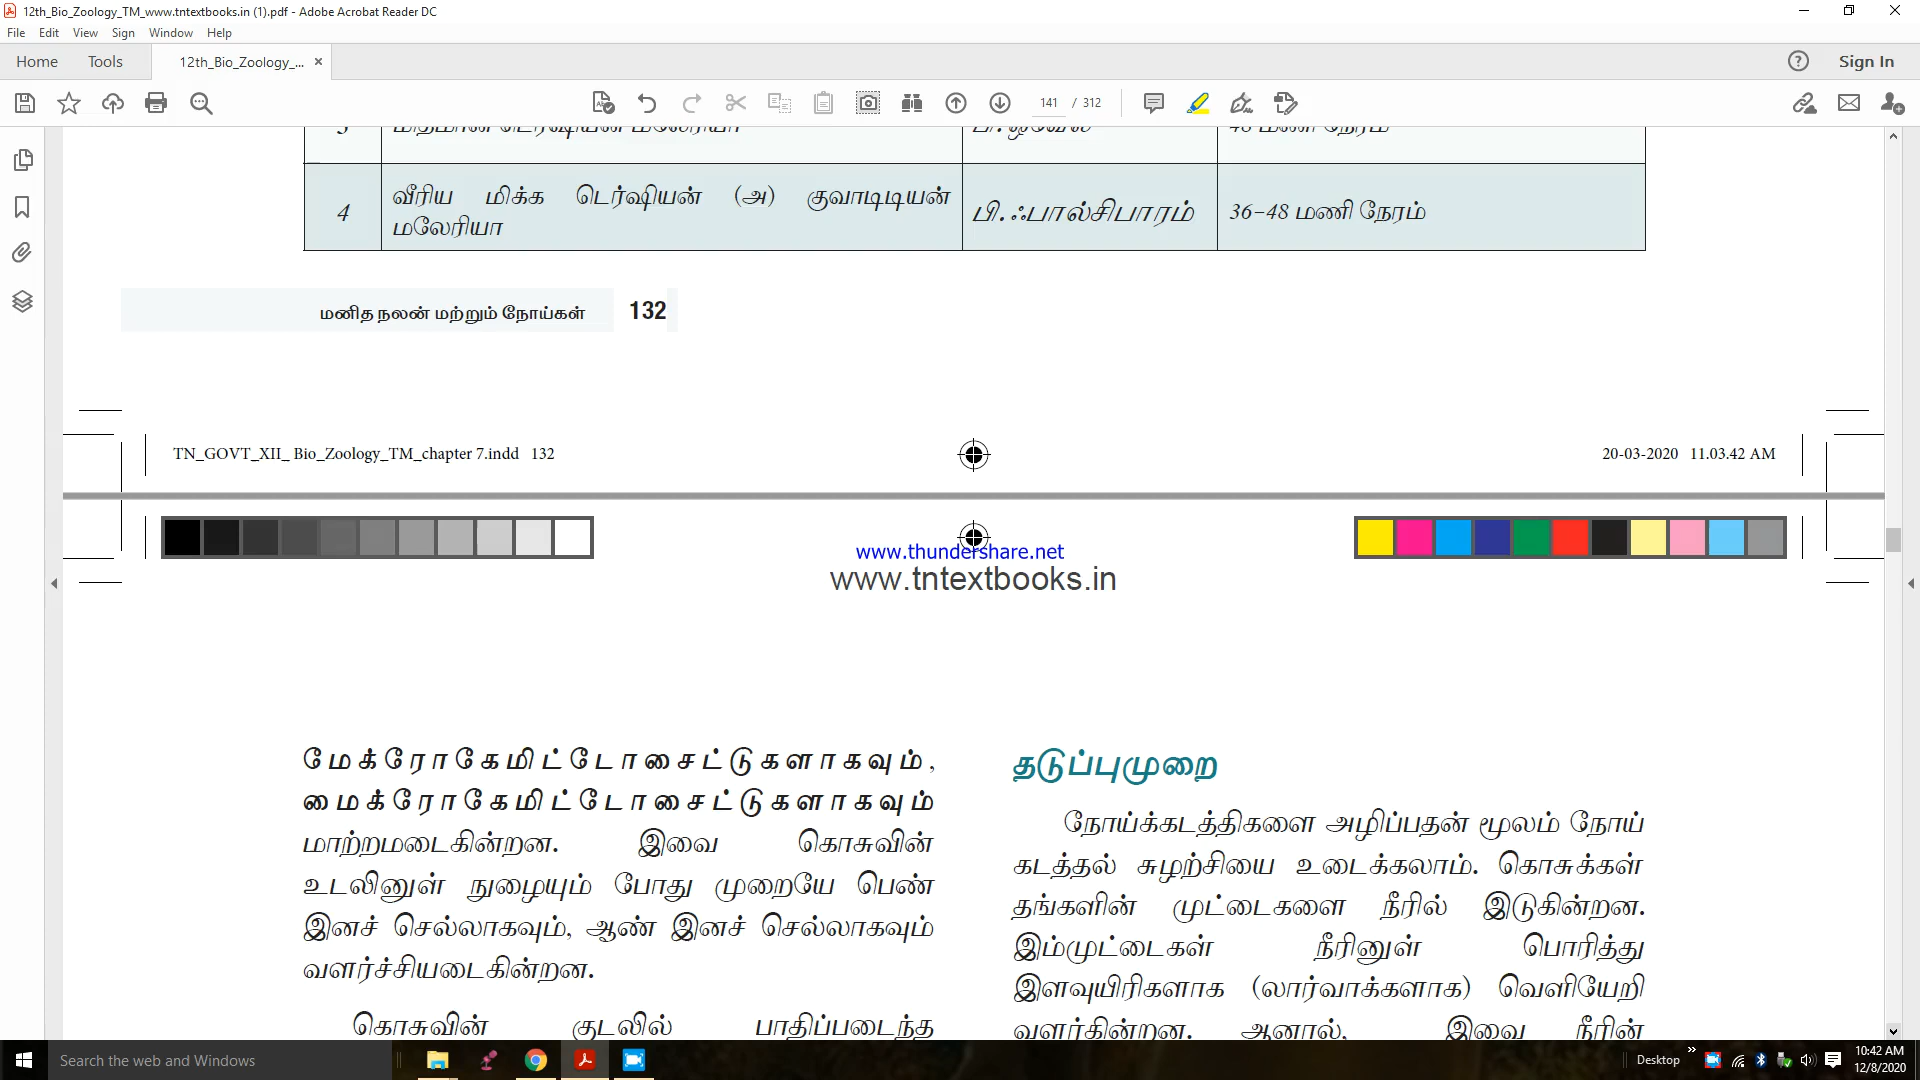 12th_Bio_Zoology_TM_www.tntextbooks.in (1).pdf - Adobe Acrobat Reader DC
File Edit View Sign Window Help
Home Tools 12th_Bio_Zoology_... × Sign In
141 / 312
4 வீரிய மிக்க டெர்ஷியன் (அ) குவாடிடியன் பி.ஃபால்சிபாரம் 36-48 மணி நேரம்
மலேரியா
மனித நலன் மற்றும் நோய்கள் 132
TN_GOVT_XII_ Bio_Zoology_TM_chapter 7.indd 132
20-03-2020 11.03.42 AM
www.thundershare.net
www.tntextbooks.in
மேக்ரோகேமிட்டோசைட்டுகளாகவும்,
மைக்ரோகேமிட்டோசைட்டுகளாகவும்
மாற்றமடைகின்றன. இவை கொசுவின்
உடலினுள் நுழையும் போது முறையே பெண்
இனச் செல்லாகவும், ஆண் இனச் செல்லாகவும்
வளர்ச்சியடைகின்றன.
கொசுவின் குடலில் பாதிப்படைந்த
தடுப்புமுறை
நோய்க்கடத்திகளை அழிப்பதன் மூலம் நோய்
கடத்தல் சுழற்சியை உடைக்கலாம். கொசுக்கள்
தங்களின் முட்டைகளை நீரில் இடுகின்றன.
இம்முட்டைகள் நீரினுள் பொரித்து
இளவுயிரிகளாக (லார்வாக்களாக) வெளியேறி
வளர்கின்றன. ஆனால், இவை நீரின்
Search the web and Windows
Desktop
10:42 AM
12/8/2020